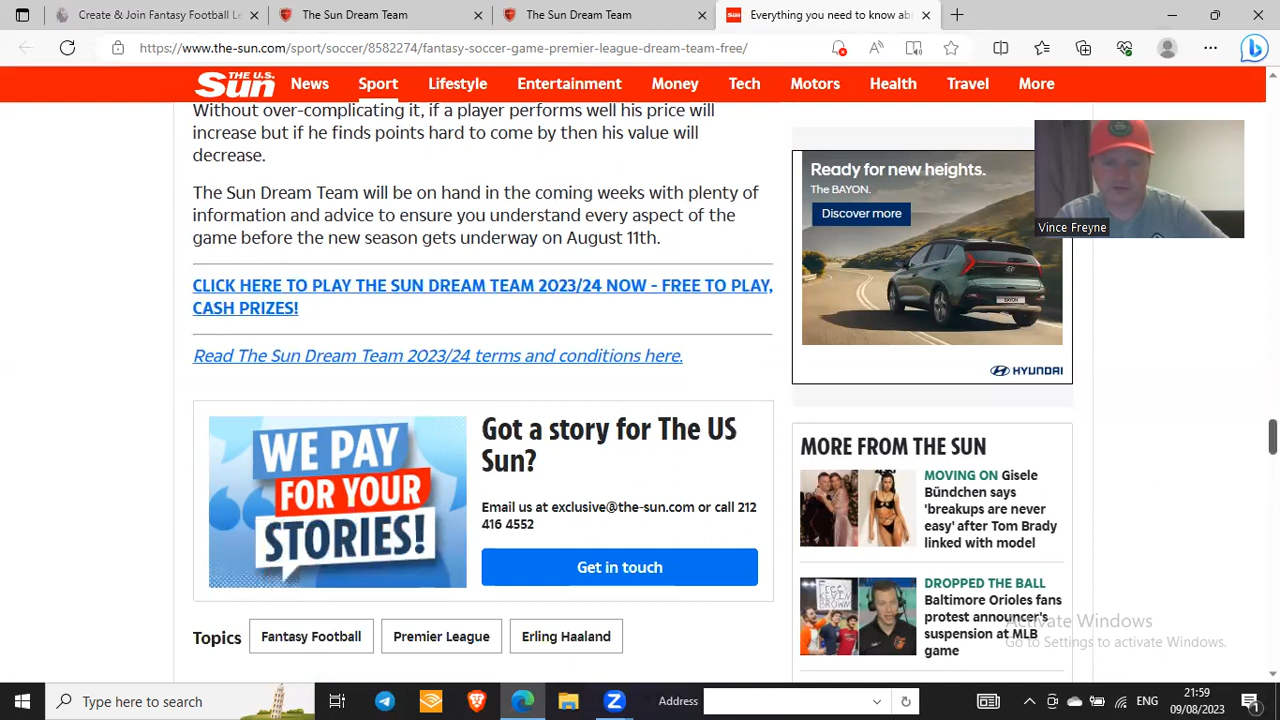 Create & Join Fantasy Football Le
The Sun Dream Team
The Sun Dream Team
Everything you need to know ab
https://www.the-sun.com/sport/soccer/8582274/fantasy-soccer-game-premier-league-dream-team-free/
THE U.S. Sun
News Sport Lifestyle Entertainment Money Tech Motors Health Travel More
Without over-complicating it, if a player performs well his price will
increase but if he finds points hard to come by then his value will
decrease.
The Sun Dream Team will be on hand in the coming weeks with plenty of
information and advice to ensure you understand every aspect of the
game before the new season gets underway on August 11th.
CLICK HERE TO PLAY THE SUN DREAM TEAM 2023/24 NOW - FREE TO PLAY,
CASH PRIZES!
Read The Sun Dream Team 2023/24 terms and conditions here.
WE PAY
FOR YOUR
STORIES!
Got a story for The US
Sun?
Email us at exclusive@the-sun.com or call 212
416 4552
Get in touch
Topics Fantasy Football Premier League Erling Haaland
Ready for new heights.
The BAYON.
Discover more
BAYON
HYUNDAI
Vince Freyne
MORE FROM THE SUN
MOVING ON Gisele
Bündchen says
'breakups are never
easy' after Tom Brady
linked with model
FREE
KEVIN
BROWN
DROPPED THE BALL
Baltimore Orioles fans
protest announcer's
suspension at MLB
game
Activate Windows
Go to Settings to activate Windows.
Type here to search
Address
ENG
21:59
09/08/2023
1